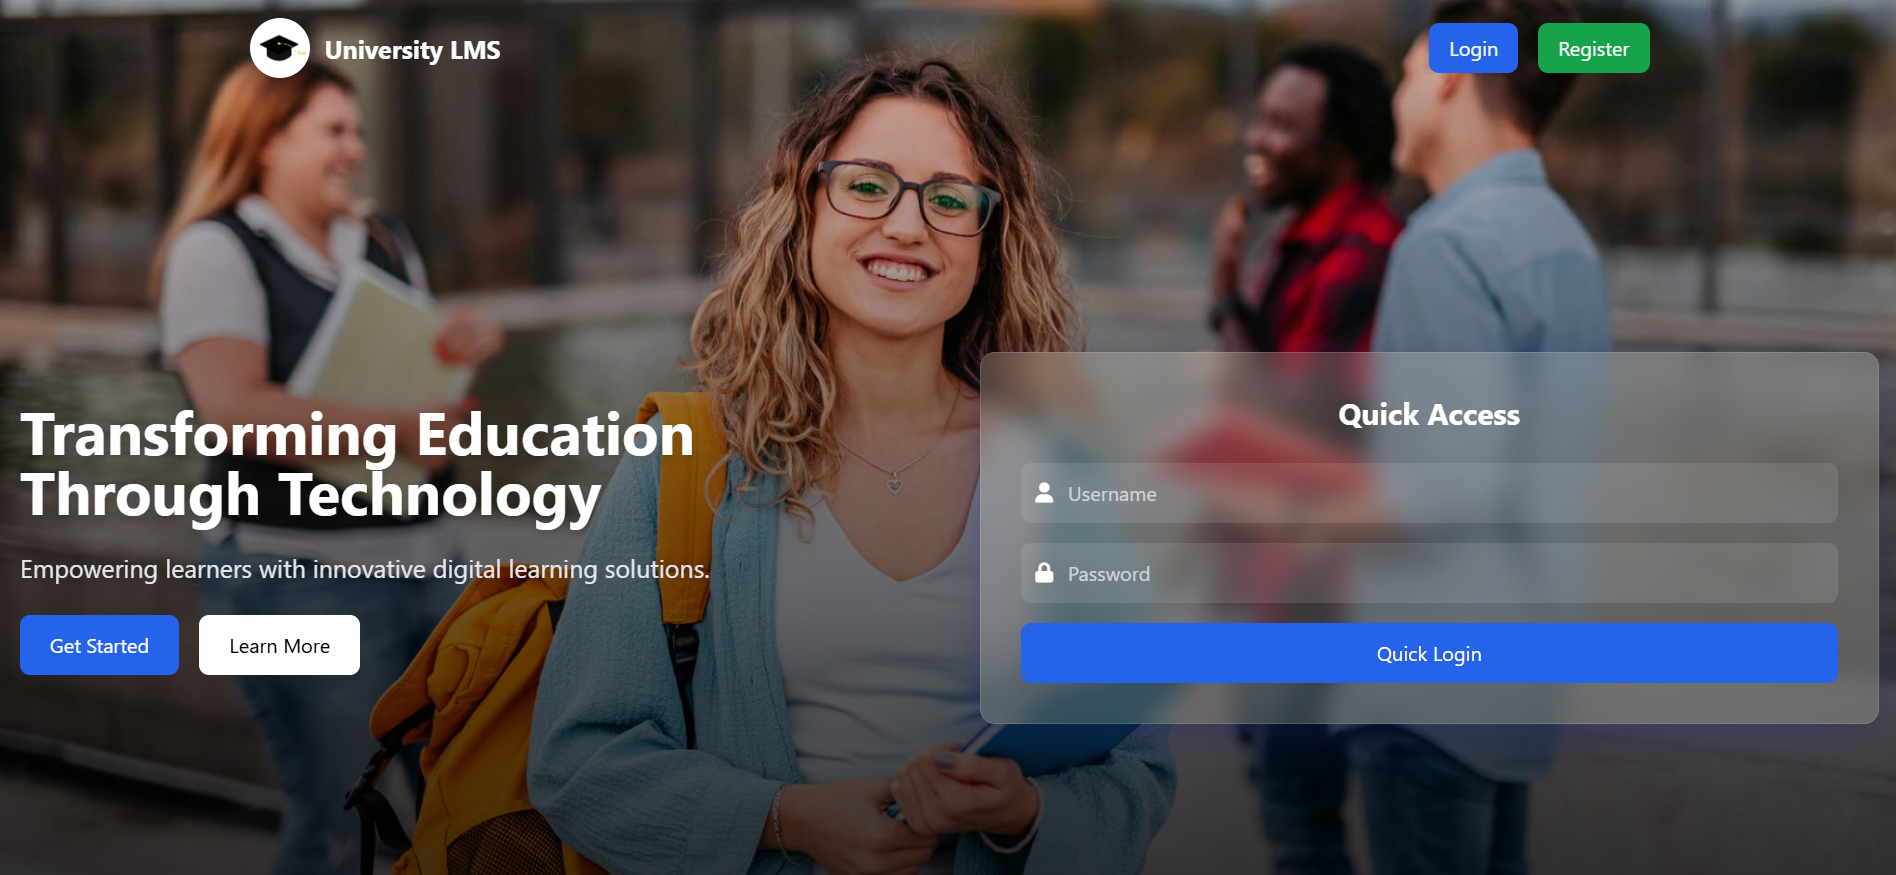 University LMS
Login
Register
Transforming Education
Through Technology
Empowering learners with innovative digital learning solutions.
Get Started
Learn More
Quick Access
Username
Password
Quick Login